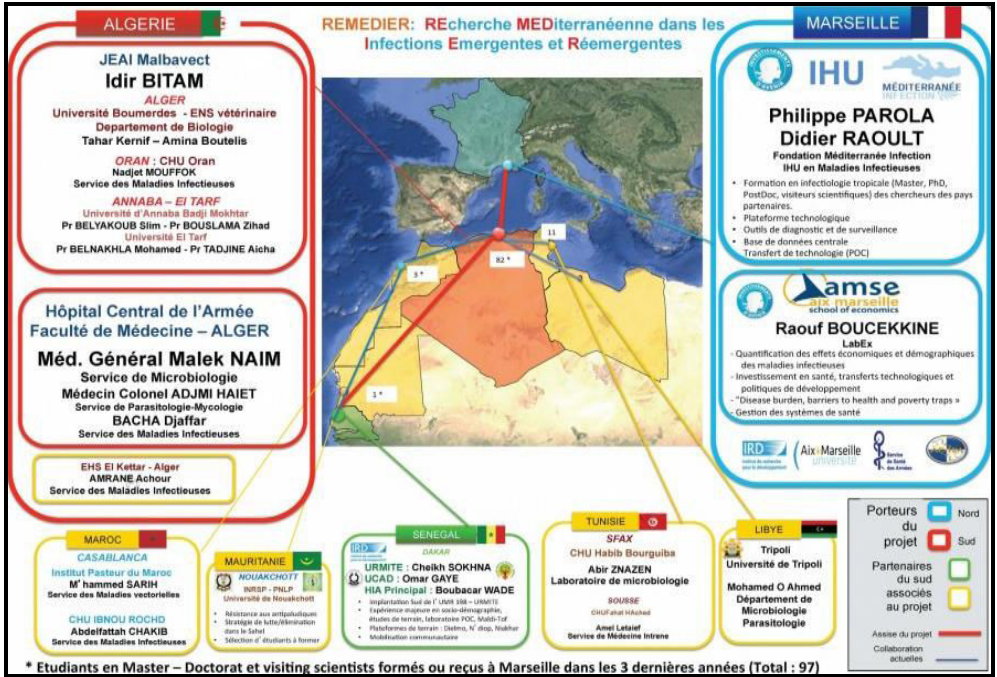 ALGERIE
REMEDIER: REcherche MEDiterranéenne dans les
Infections Emergentes et Réemergentes
MARSEILLE
JEAI Malbavect
Idir BITAM
ALGER
Université Boumerdes - ENS vétérinaire
Departement de Biologie
Tahar Kernif – Amina Boutelis
ORAN : CHU Oran
Nadjet MOUFFOK
Service des Maladies Infectieuses
ANNABA – El TARF
Université d'Annaba Badji Mokhtar
Pr BELYAKOUB Slim - Pr BOUSLAMA Zihad
Université El Tarf
Pr BELNAKHLA Mohamed - Pr TADJINE Aicha
Hôpital Central de l'Armée
Faculté de Médecine – ALGER
Méd. Général Malek NAIM
Service de Microbiologie
Médecin Colonel ADJMI HAIET
Service de Parasitologie-Mycologie
BACHA Djaffar
Service des Maladies Infectieuses
EHS El Kettar - Alger
AMRANE Achour
Service des Maladies Infectieuses
11
82 *
3 *
1 *
IHU
MÉDITERRANÉE
INFECTION
Philippe PAROLA
Didier RAOULT
Fondation Méditerranée Infection
IHU en Maladies Infectieuses
• Formation en infectiologie tropicale (Master, PhD,
PostDoc, visiteurs scientifiques) des chercheurs des pays
partenaires.
• Plateforme technologique
• Outils de diagnostic et de surveillance
• Base de données centrale
Transfert de technologie (POC)
amse
aix marseille
school of economics
Raouf BOUCEKKINE
LabEx
- Quantification des effets économiques et démographiques
des maladies infectieuses
- Investissement en santé, transferts technologiques et
politiques de développement
- "Disease burden, barriers to health and poverty traps »
- Gestion des systèmes de santé
IRD
Institut de recherche
pour le développement
Aix Marseille
université
Service
de Santé
des Armées
MAROC
CASABLANCA
Institut Pasteur du Maroc
M' hammed SARIH
Service des Maladies vectorielles
CHU IBNOU ROCHD
Abdelfattah CHAKIB
Service des Maladies Infectieuses
MAURITANIE
NOUAKCHOTT
INRSP - PNLP
Université de Nouakchott
• Résistance aux antipaludiques
• Stratégie de lutte/élimination
dans le Sahel
• Sélection d' étudiants à former
SENEGAL
IRD
DAKAR
URMITE : Cheikh SOKHNA
UCAD : Omar GAYE
HIA Principal : Boubacar WADE
• Implantation Sud de l' UMR 198 – URMITE
• Expérience majeure en socio-démographie,
études de terrain, laboratoire POC, Maldi-Tof
• Plateformes de terrain : Dielmo, N' diop, Niakhar
• Mobilisation communautaire
TUNISIE
SFAX
CHU Habib Bourguiba
Abir ZNAZEN
Laboratoire de microbiologie
SOUSSE
CHUFahat HAched
Amel Letaief
Service de Médecine Intrene
LIBYE
Tripoli
Université de Tripoli
Mohamed O Ahmed
Départment de
Microbiologie
Parasitologie
Porteurs
du
projet
Nord
Sud
Partenaires
du sud
associés
au projet
Assise du projet
Collaboration
actuelles
* Etudiants en Master – Doctorat et visiting scientists formés ou reçus à Marseille dans les 3 dernières années (Total : 97)